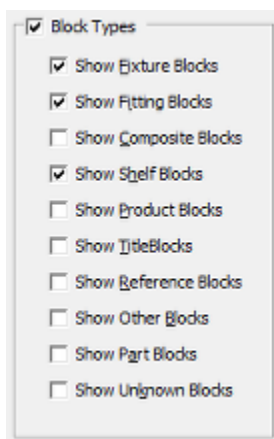 Block Types
Show Fixture Blocks
Show Fitting Blocks
Show Composite Blocks
Show Shelf Blocks
Show Product Blocks
Show TitleBlocks
Show Reference Blocks
Show Other Blocks
Show Part Blocks
Show Unknown Blocks